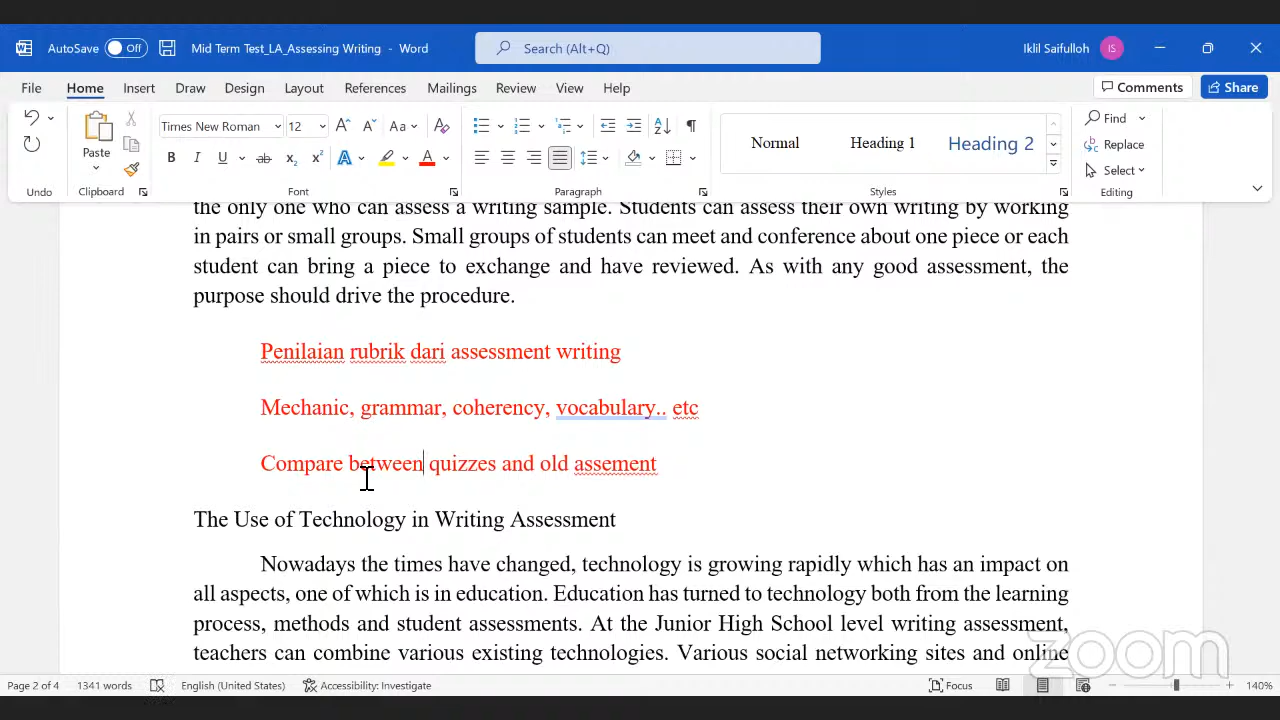 AutoSave Off Mid Term Test_LA_Assessing Writing - Word Search (Alt+Q) Iklil Saifulloh IS
File Home Insert Draw Design Layout References Mailings Review View Help Comments Share
Times New Roman 12 Aa Normal Heading 1 Heading 2 Find
Paste B I U ab x₂ x² A A Replace
Select
Undo Clipboard Font Paragraph Styles Editing
the only one who can assess a writing sample. Students can assess their own writing by working
in pairs or small groups. Small groups of students can meet and conference about one piece or each
student can bring a piece to exchange and have reviewed. As with any good assessment, the
purpose should drive the procedure.
Penilaian rubrik dari assessment writing
Mechanic, grammar, coherency, vocabulary.. etc
Compare between quizzes and old assement
The Use of Technology in Writing Assessment
Nowadays the times have changed, technology is growing rapidly which has an impact on
all aspects, one of which is in education. Education has turned to technology both from the learning
process, methods and student assessments. At the Junior High School level writing assessment,
teachers can combine various existing technologies. Various social networking sites and online
zoom
Page 2 of 4 1341 words English (United States) Accessibility: Investigate Focus 140%